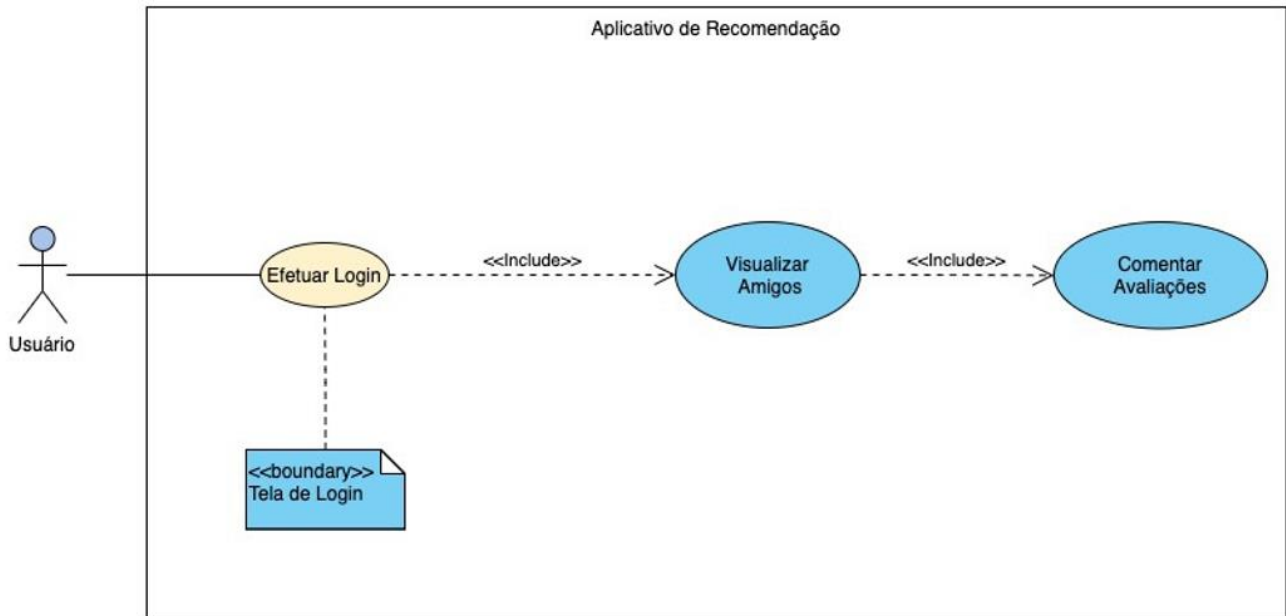 Aplicativo de Recomendação
Usuário
Efetuar Login
<<Include>>
Visualizar
Amigos
<<Include>>
Comentar
Avaliações
<<boundary>>
Tela de Login